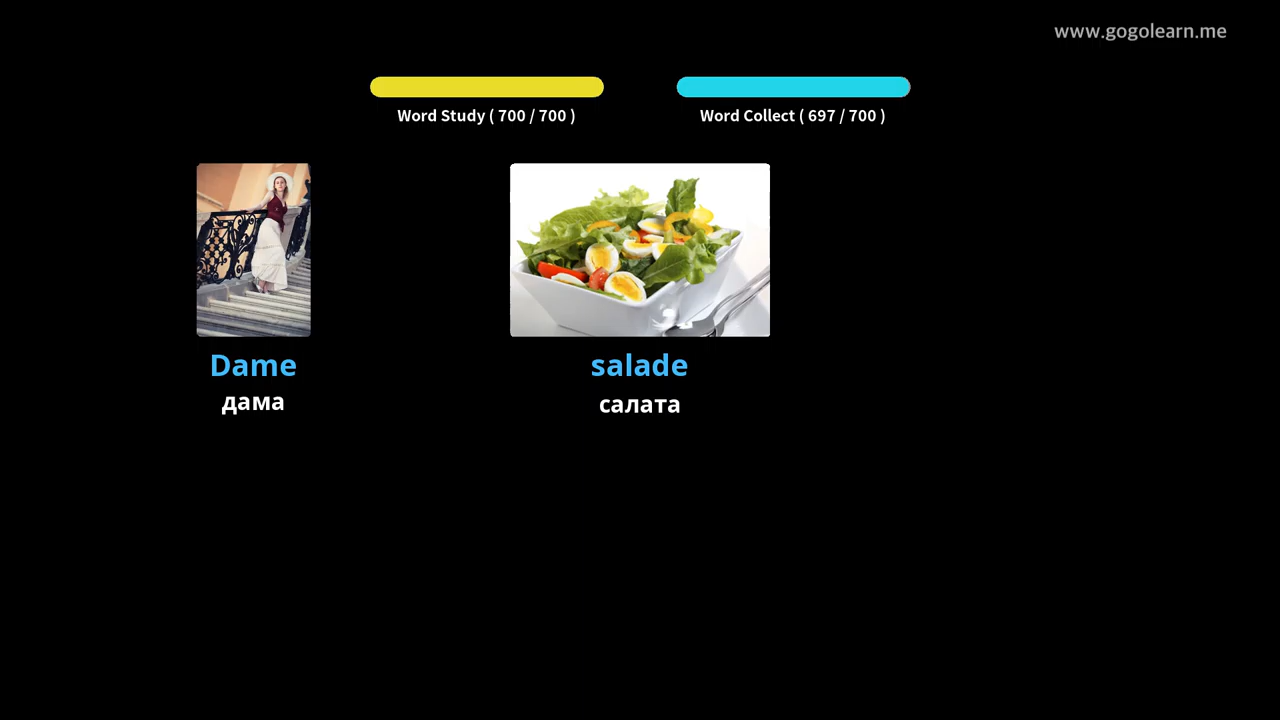 www.gogolearn.me
Word Study ( 700 / 700 )
Word Collect ( 697 / 700 )
Dame
дама
salade
салата